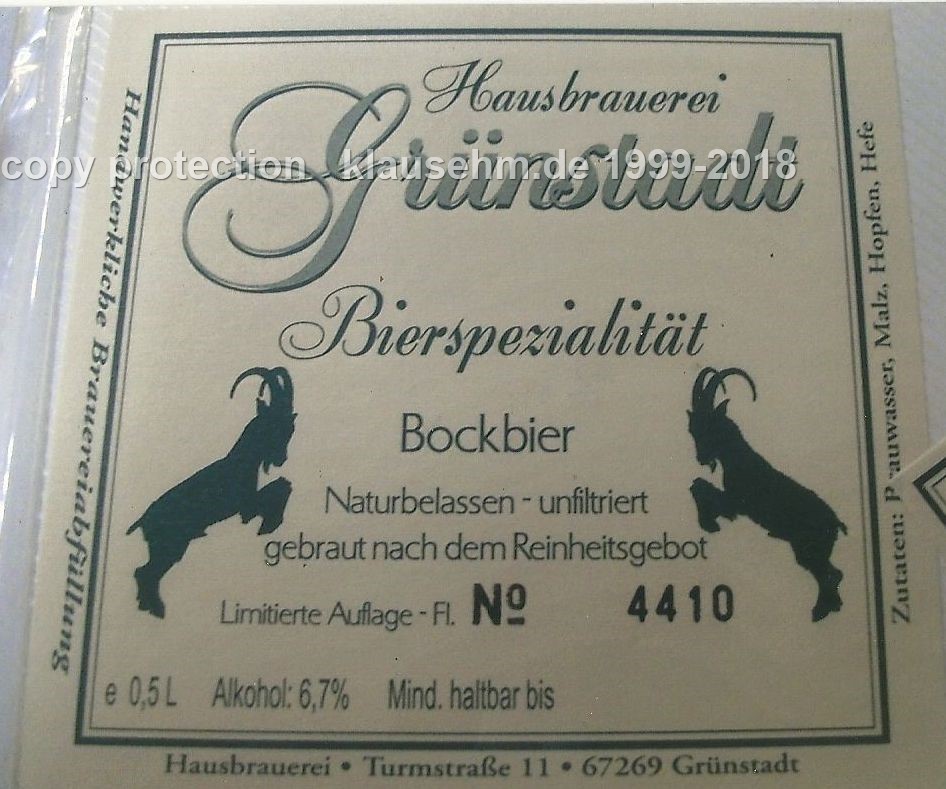 Hausbrauerei
Grünstadt
copy protection klausehm.de 1999-2018
Bierspezialität
Bockbier
Naturbelassen - unfiltriert
gebraut nach dem Reinheitsgebot
Limitierte Auflage - Fl. No 4410
e 0,5 L Alkohol: 6,7% Mind. haltbar bis
Hausbrauerei • Turmstraße 11 • 67269 Grünstadt
Handwerkliche Brauereiabfüllung
Zutaten: Brauwasser, Malz, Hopfen, Hefe